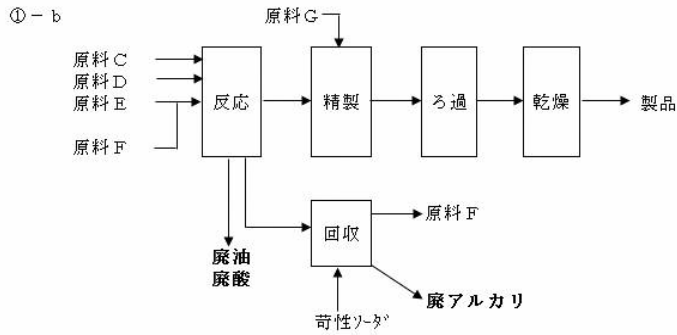 ①－ｂ
原料Ｇ
原料Ｃ
原料Ｄ
原料Ｅ
原料Ｆ
反応
精製
ろ過
乾燥
製品
回収
原料Ｆ
廃油
廃酸
廃アルカリ
苛性ｿｰﾀﾞ